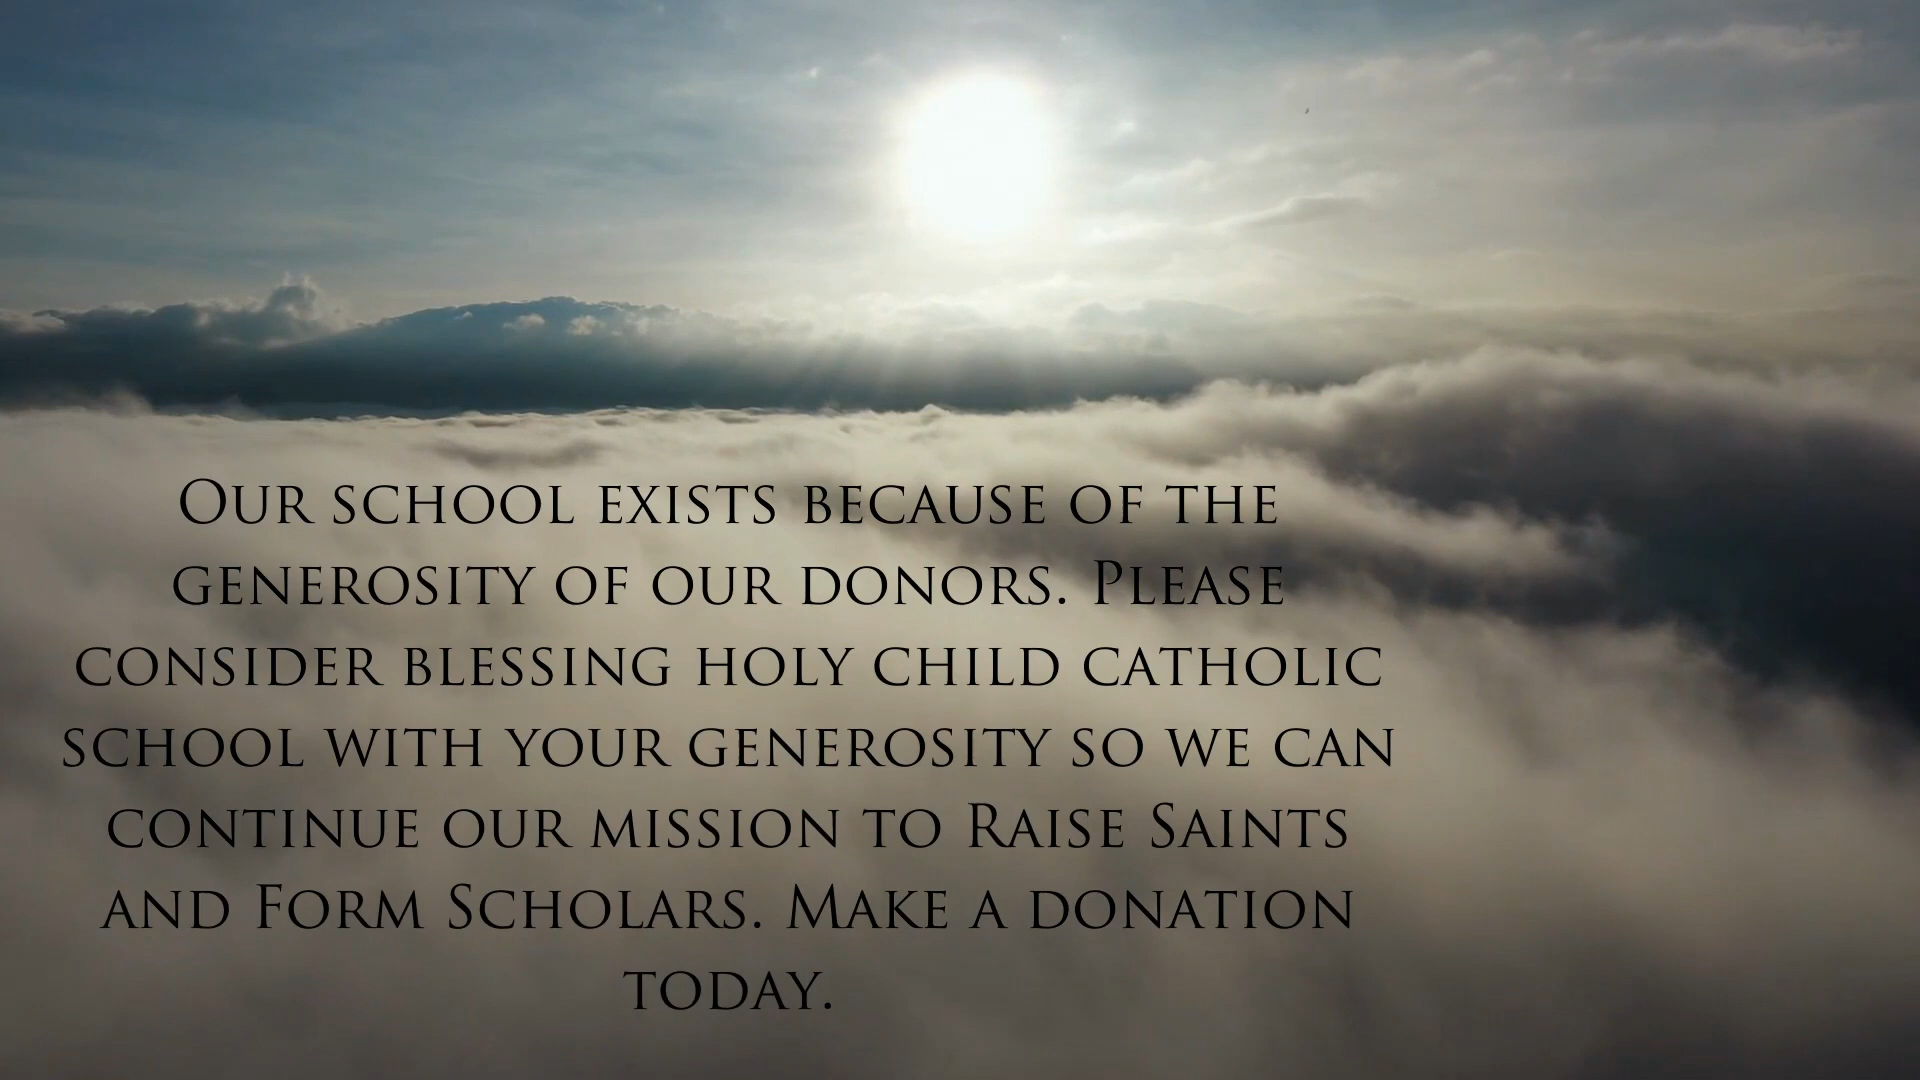 Our school exists because of the
generosity of our donors. Please
consider blessing holy child catholic
school with your generosity so we can
continue our mission to Raise Saints
and Form Scholars. Make a donation
today.